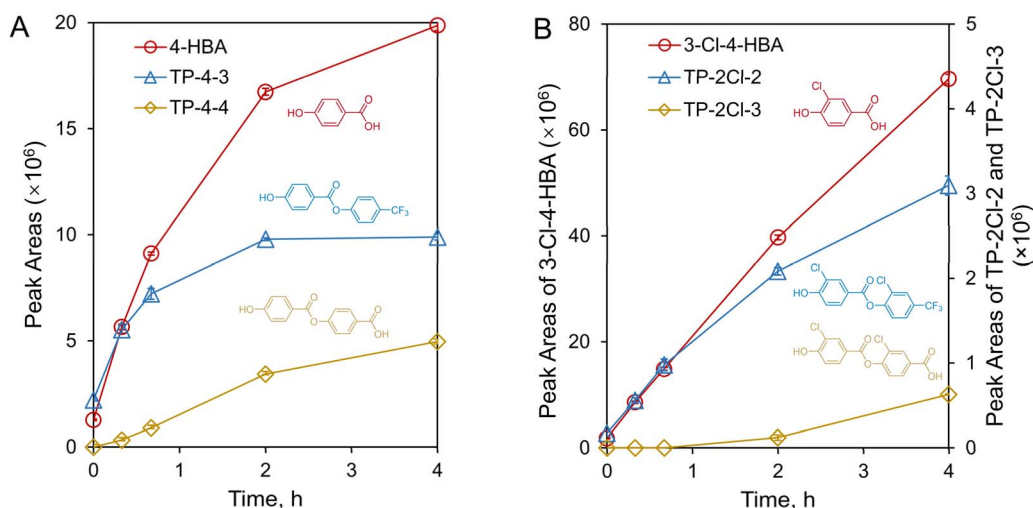 A
Peak Areas (×10⁶)
20
15
10
5
0
0
1
2
3
4
Time, h
4-HBA
TP-4-3
TP-4-4
HO
O
OH
HO
O
O
CF₃
HO
O
O
O
OH
B
Peak Areas of 3-Cl-4-HBA (×10⁶)
80
60
40
20
0
0
1
2
3
4
Time, h
3-Cl-4-HBA
TP-2Cl-2
TP-2Cl-3
Cl
HO
O
OH
Cl
HO
O
O
Cl
CF₃
Cl
HO
O
O
Cl
O
OH
5
4
3
2
1
0
Peak Areas of TP-2Cl-2 and TP-2Cl-3
(×10⁶)